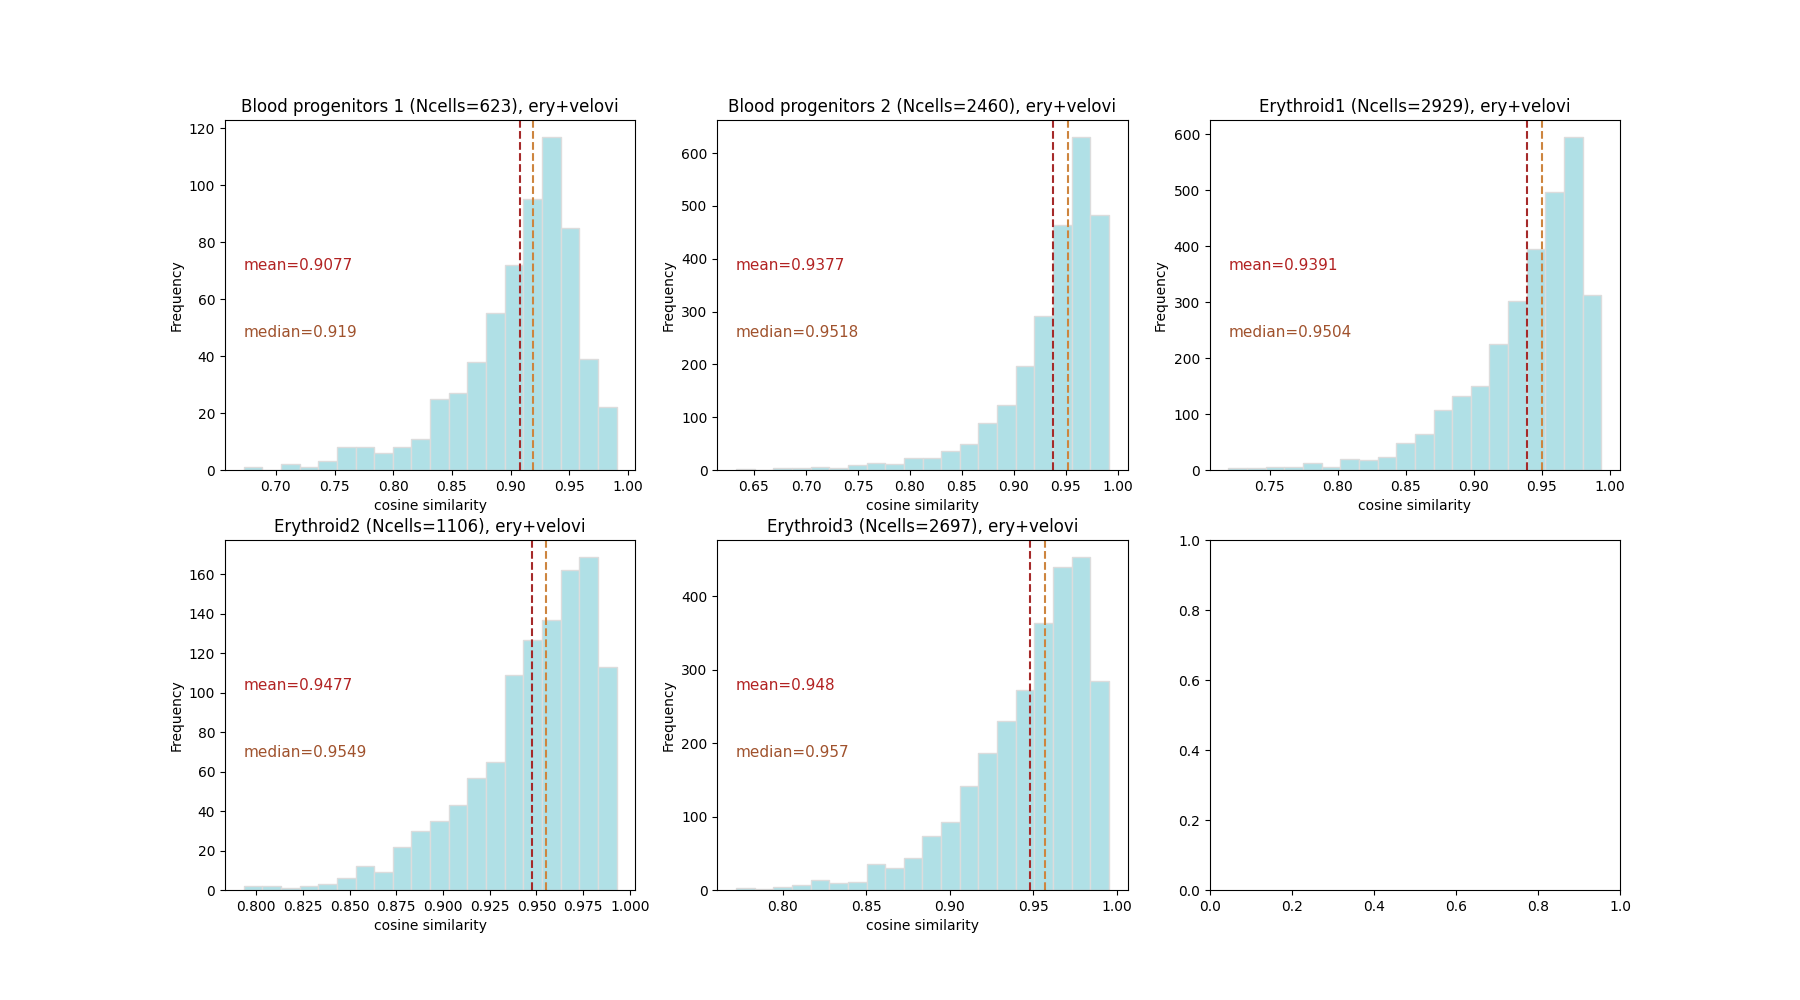 Blood progenitors 1 (Ncells=623), ery+velovi
Frequency
120
100
80
60
40
20
0
mean=0.9077
median=0.919
0.70 0.75 0.80 0.85 0.90 0.95 1.00
cosine similarity
Blood progenitors 2 (Ncells=2460), ery+velovi
Frequency
600
500
400
300
200
100
0
mean=0.9377
median=0.9518
0.65 0.70 0.75 0.80 0.85 0.90 0.95 1.00
cosine similarity
Erythroid1 (Ncells=2929), ery+velovi
Frequency
600
500
400
300
200
100
0
mean=0.9391
median=0.9504
0.75 0.80 0.85 0.90 0.95 1.00
cosine similarity
Erythroid2 (Ncells=1106), ery+velovi
Frequency
160
140
120
100
80
60
40
20
0
mean=0.9477
median=0.9549
0.800 0.825 0.850 0.875 0.900 0.925 0.950 0.975 1.000
cosine similarity
Erythroid3 (Ncells=2697), ery+velovi
Frequency
400
300
200
100
0
mean=0.948
median=0.957
0.80 0.85 0.90 0.95 1.00
cosine similarity
1.0
0.8
0.6
0.4
0.2
0.0
0.0 0.2 0.4 0.6 0.8 1.0